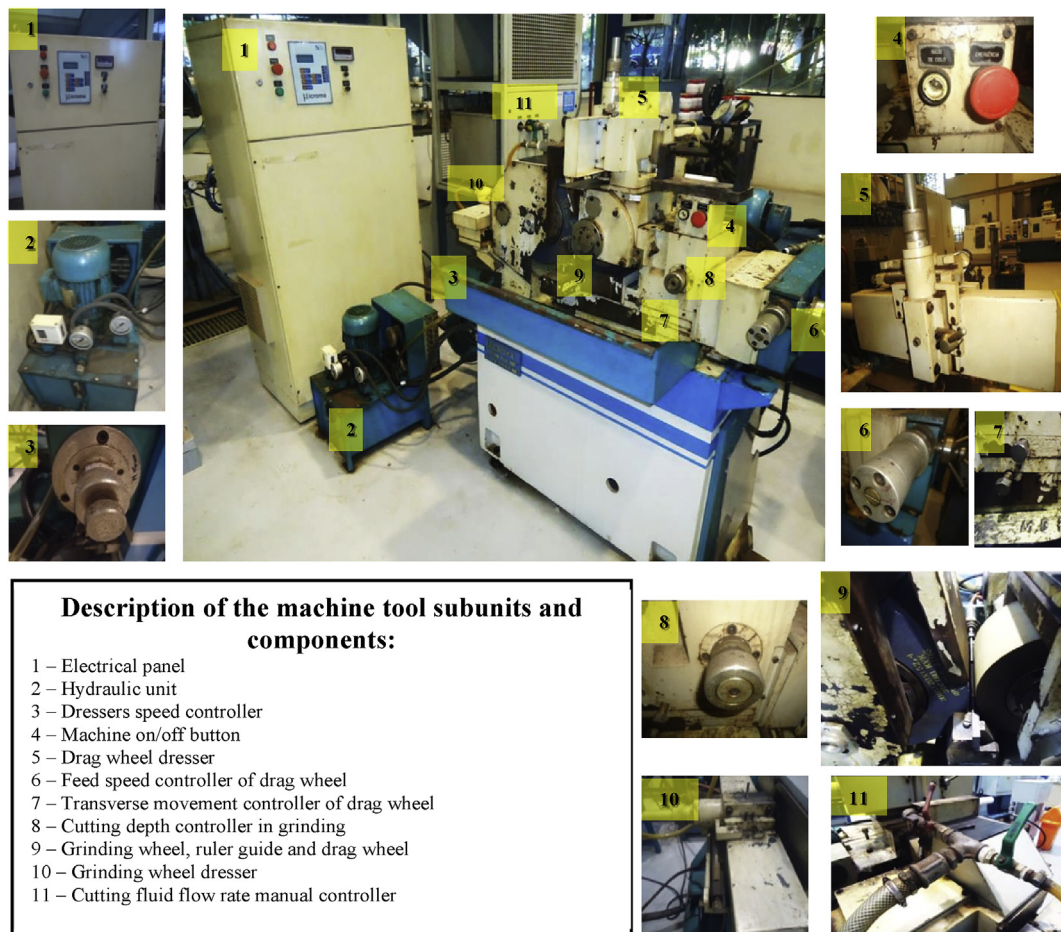 1
1
11
5
10
4
3
9
8
7
6
2
2
3
4
INÍCIO
DE CICLO
EMERGÊNCIA
5
6
7
M.C
8
9
10
11
Description of the machine tool subunits and
components:
1 – Electrical panel
2 – Hydraulic unit
3 – Dressers speed controller
4 – Machine on/off button
5 – Drag wheel dresser
6 – Feed speed controller of drag wheel
7 – Transverse movement controller of drag wheel
8 – Cutting depth controller in grinding
9 – Grinding wheel, ruler guide and drag wheel
10 – Grinding wheel dresser
11 – Cutting fluid flow rate manual controller